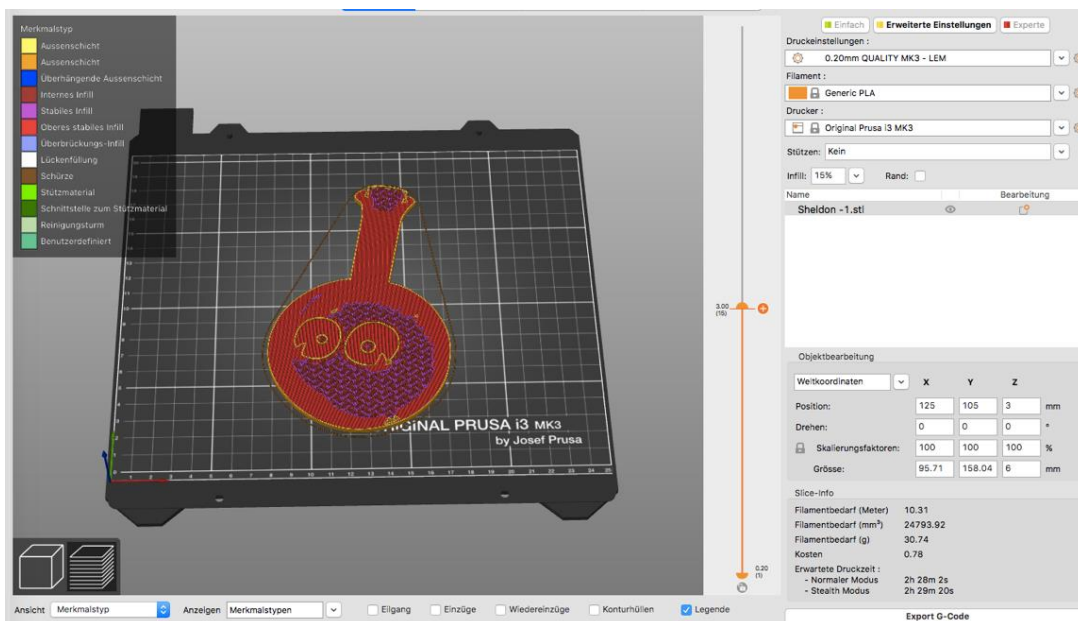 Merkmalstyp
Aussenschicht
Aussenschicht
Überhängende Aussenschicht
Internes Infill
Stabiles Infill
Oberes stabiles Infill
Überbrückungs-Infill
Lückenfüllung
Schürze
Stützmaterial
Schnittstelle zum Stützmaterial
Reinigungsturm
Benutzerdefiniert
ORIGINAL PRUSA i3 MK3
by Josef Prusa
3.00
(15)
0.20
(1)
Einfach Erweiterte Einstellungen Experte
Druckeinstellungen :
0.20mm QUALITY MK3 - LEM
Filament :
Generic PLA
Drucker :
Original Prusa i3 MK3
Stützen: Kein
Infill: 15% Rand:
Name Bearbeitung
Sheldon -1.stl
Objektbearbeitung
Weltkoordinaten X Y Z
Position: 125 105 3 mm
Drehen: 0 0 0 °
Skalierungsfaktoren: 100 100 100 %
Grösse: 95.71 158.04 6 mm
Slice-Info
Filamentbedarf (Meter) 10.31
Filamentbedarf (mm³) 24793.92
Filamentbedarf (g) 30.74
Kosten 0.78
Erwartete Druckzeit :
- Normaler Modus 2h 28m 2s
- Stealth Modus 2h 29m 20s
Ansicht Merkmalstyp Anzeigen Merkmalstypen Eilgang Einzüge Wiedereinzüge Konturhüllen Legende
Export G-Code